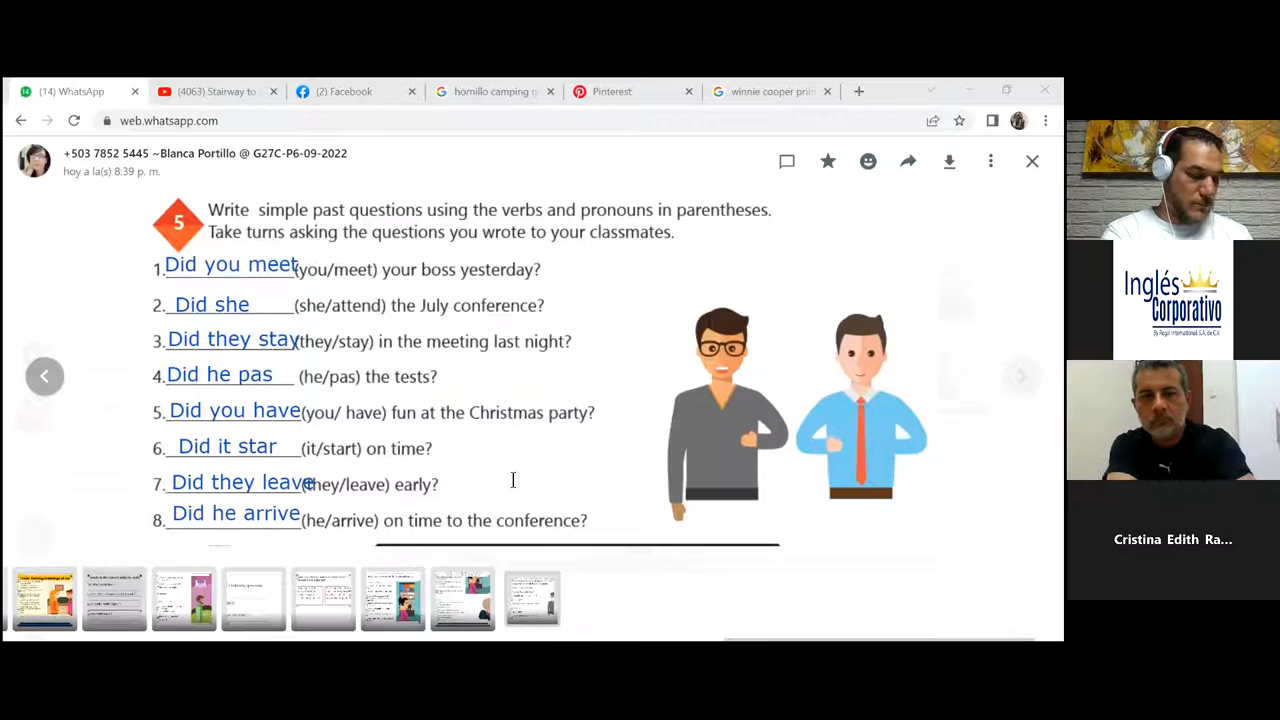 (14) WhatsApp
(4063) Stairway to
(2) Facebook
homillo camping
Pinterest
winnie cooper prim
web.whatsapp.com
+503 7852 5445 ~Blanca Portillo @ G27C-P6-09-2022
hoy a la(s) 8:39 p. m.
5
Write simple past questions using the verbs and pronouns in parentheses.
Take turns asking the questions you wrote to your classmates.
1. Did you meet (you/meet) your boss yesterday?
2. Did she (she/attend) the July conference?
3. Did they stay (they/stay) in the meeting last night?
4. Did he pas (he/pas) the tests?
5. Did you have (you/ have) fun at the Christmas party?
6. Did it star (it/start) on time?
7. Did they leave (they/leave) early?
8. Did he arrive (he/arrive) on time to the conference?
Inglés
Corporativo
By Regal International, S.A. de C.V.
Cristina Edith Ra...